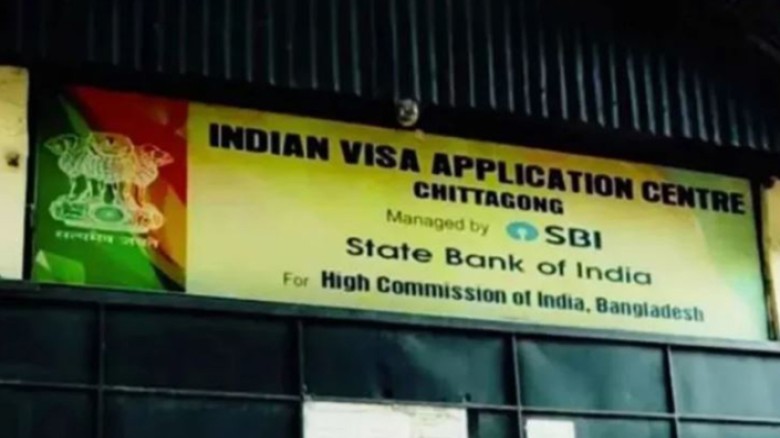 INDIAN VISA APPLICATION CENTRE
CHITTAGONG
Managed by SBI
State Bank of India
For High Commission of India, Bangladesh
सत्यमेव जयते